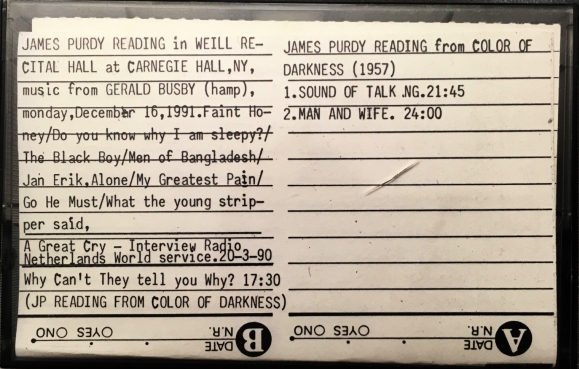 JAMES PURDY READING in WEILL RE-
CITAL HALL at CARNEGIE HALL,NY,
music from GERALD BUSBY (hamp),
monday,December 16,1991.Faint Ho-
ney/Do you know why I am sleepy?/
The Black Boy/Men of Bangladesh/
Jan Erik,Alone/My Greatest Pain/
Go He Must/What the young strip-
per said,
A Great Cry - Interview Radio
Netherlands World service.20-3-90
Why Can't They tell you Why? 17:30
(JP READING FROM COLOR OF DARKNESS)
JAMES PURDY READING from COLOR OF
DARKNESS (1957)
1.SOUND OF TALK NG.21:45
2.MAN AND WIFE. 24:00
B DATE
N.R. YES NO
A DATE
N.R. YES NO